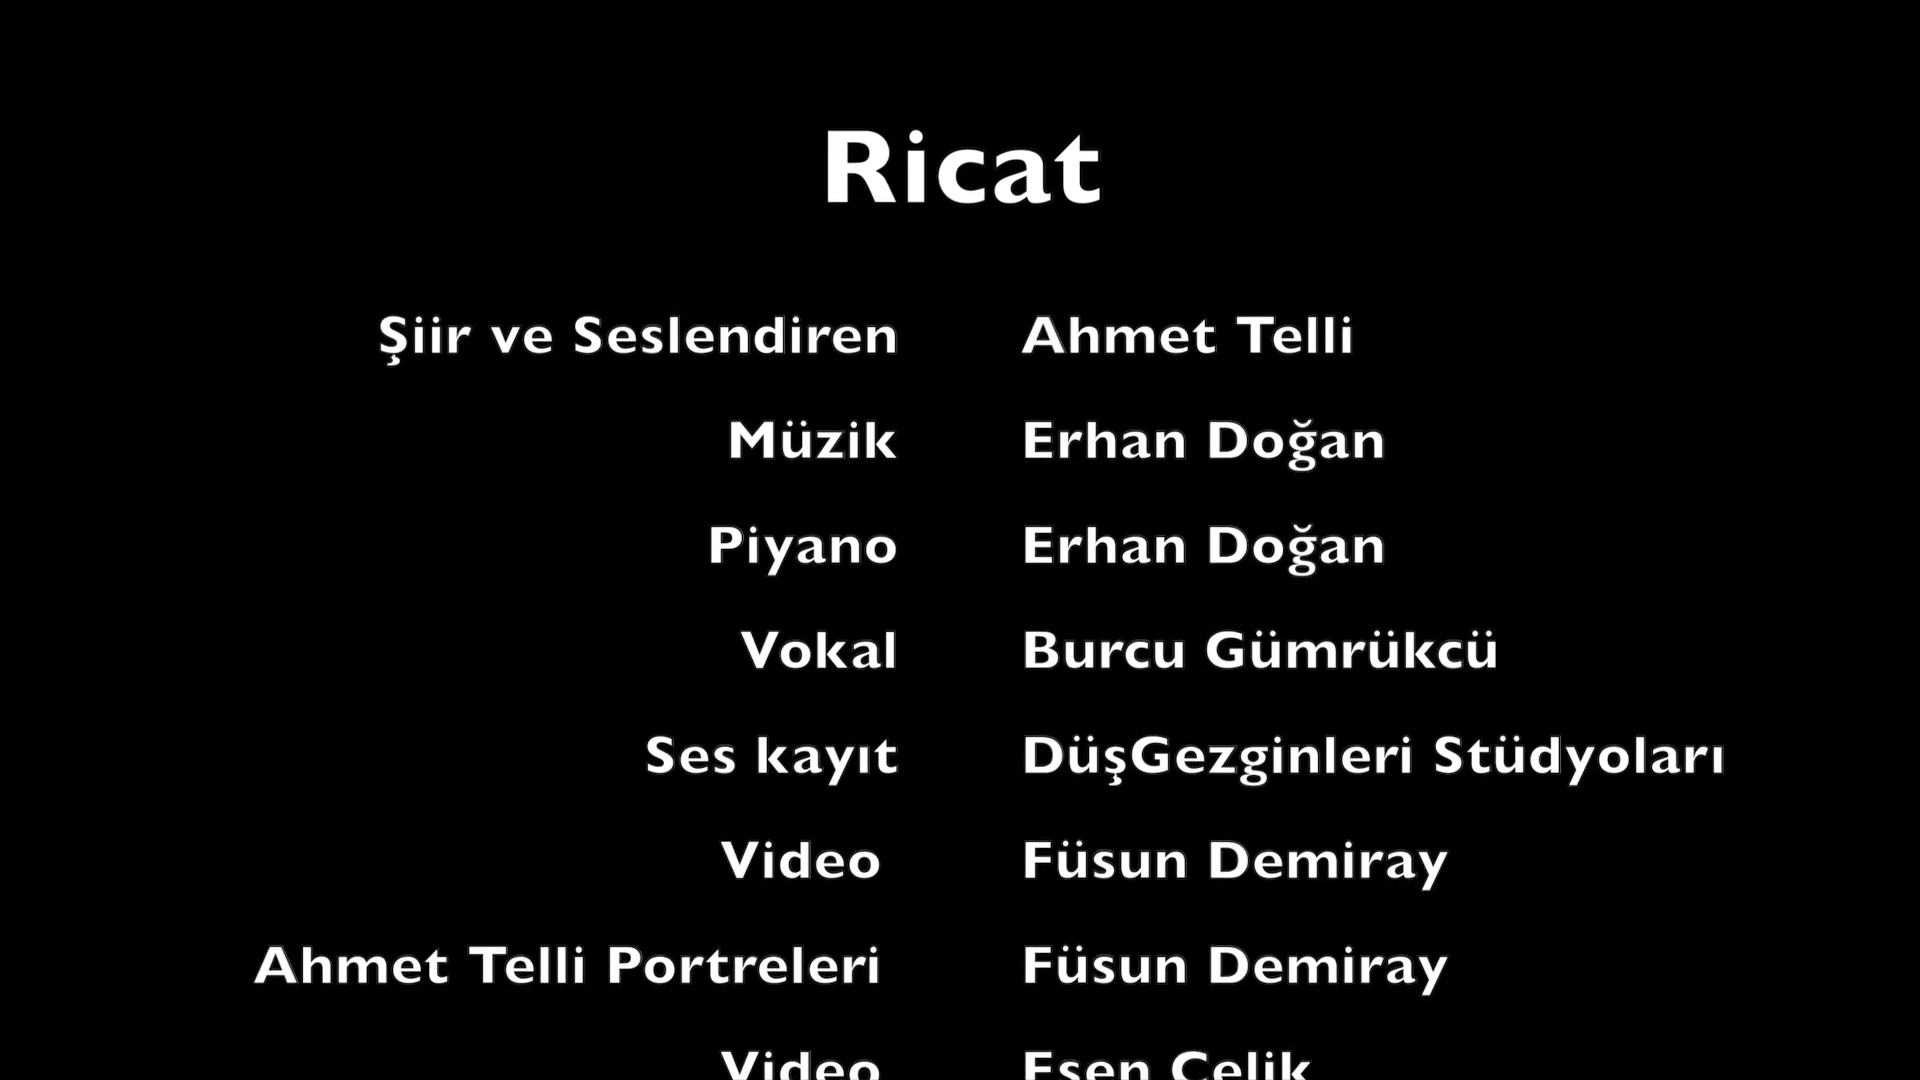 Ricat
Şiir ve Seslendiren Ahmet Telli
Müzik Erhan Doğan
Piyano Erhan Doğan
Vokal Burcu Gümrükcü
Ses kayıt DüşGezginleri Stüdyoları
Video Füsun Demiray
Ahmet Telli Portreleri Füsun Demiray
Video Esen